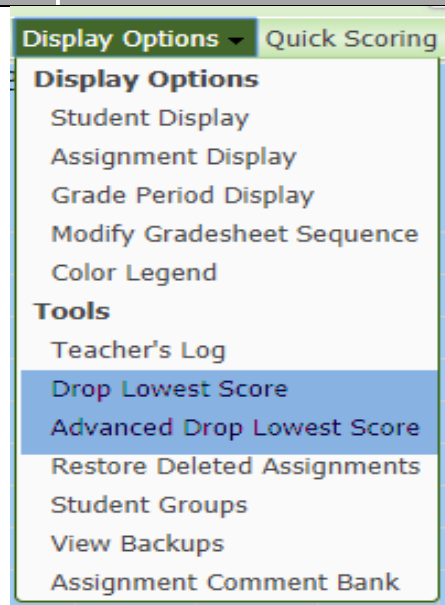 Display Options Quick Scoring
Display Options
Student Display
Assignment Display
Grade Period Display
Modify Gradesheet Sequence
Color Legend
Tools
Teacher's Log
Drop Lowest Score
Advanced Drop Lowest Score
Restore Deleted Assignments
Student Groups
View Backups
Assignment Comment Bank